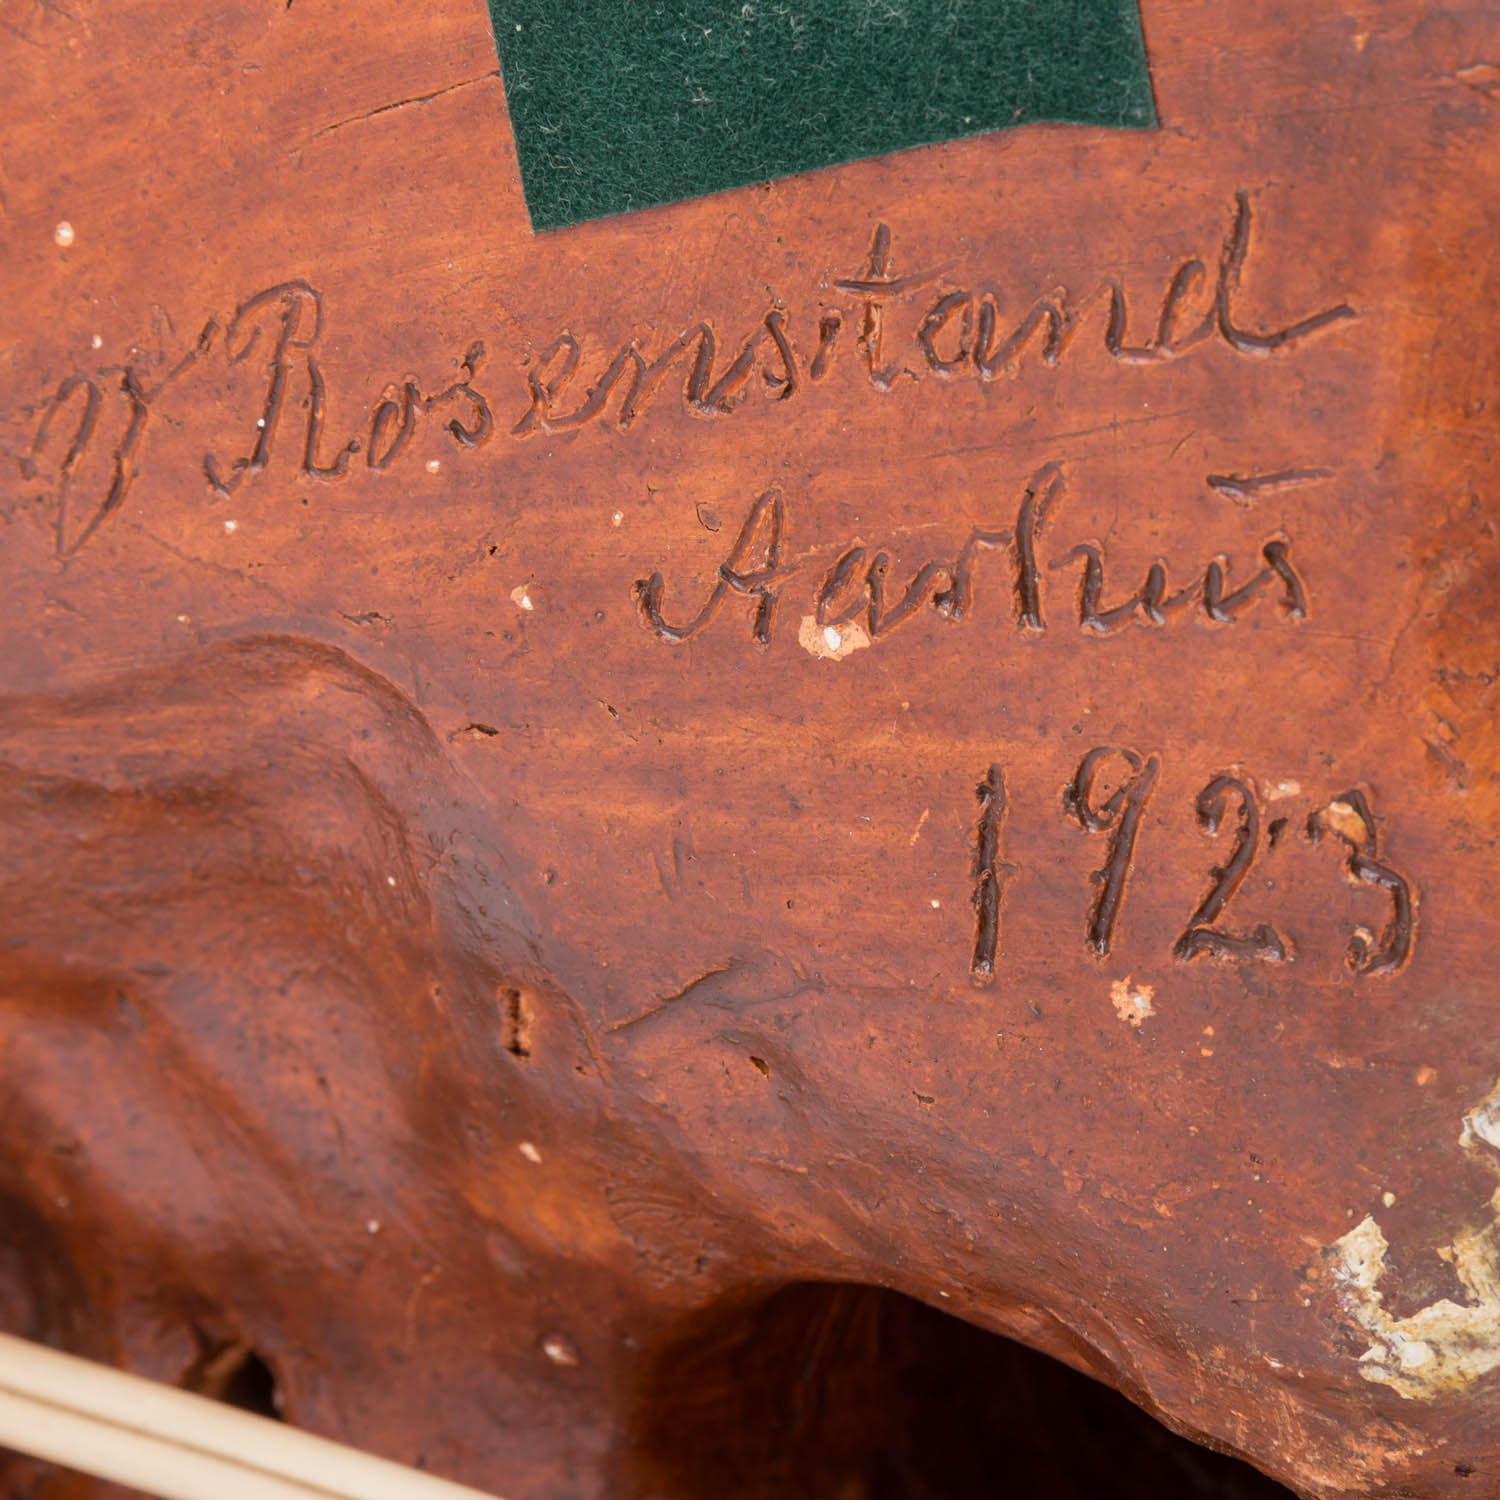 V Rosenstand
Aarhus
1923